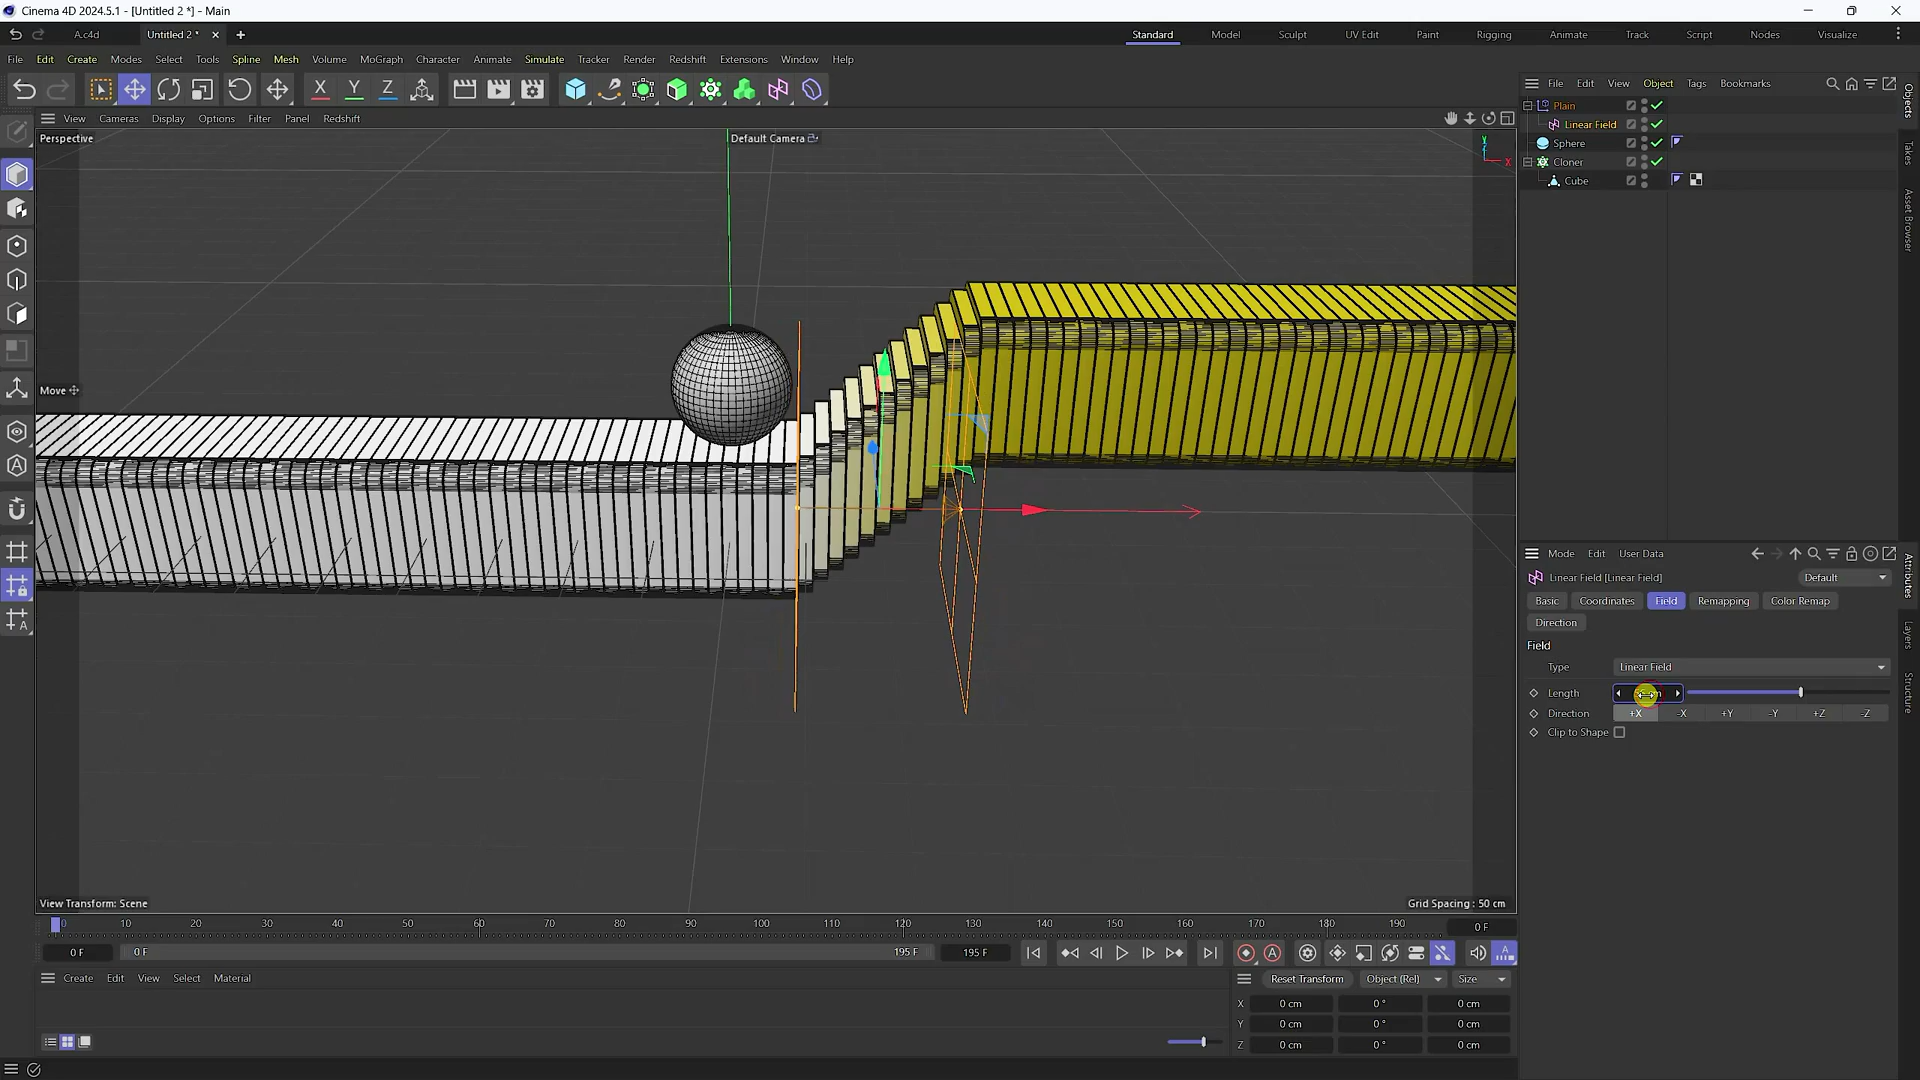 Cinema 4D 2024.5.1 - [Untitled 2 *] - Main
A.c4d
Untitled 2 *
Standard Model Sculpt UV Edit Paint Rigging Animate Track Script Nodes Visualize
File Edit Create Modes Select Tools Spline Mesh Volume MoGraph Character Animate Simulate Tracker Render Redshift Extensions Window Help
X Y Z
View Cameras Display Options Filter Panel Redshift
Perspective
Default Camera
Y
Z
X
Move
View Transform: Scene
Grid Spacing : 50 cm
File Edit View Object Tags Bookmarks
Plain
Linear Field
Sphere
Cloner
Cube
Objects
Takes
Asset Browser
Mode Edit User Data
Linear Field [Linear Field]
Default
Basic Coordinates Field Remapping Color Remap
Direction
Field
Type Linear Field
Length
Direction +X -X +Y -Y +Z -Z
Clip to Shape
Attributes
Layers
Structure
0 10 20 30 40 50 60 70 80 90 100 110 120 130 140 150 160 170 180 190
0 F
0 F 0 F 195 F 195 F
Create Edit View Select Material
Reset Transform Object (Rel) Size
X 0 cm 0 ° 0 cm
Y 0 cm 0 ° 0 cm
Z 0 cm 0 ° 0 cm